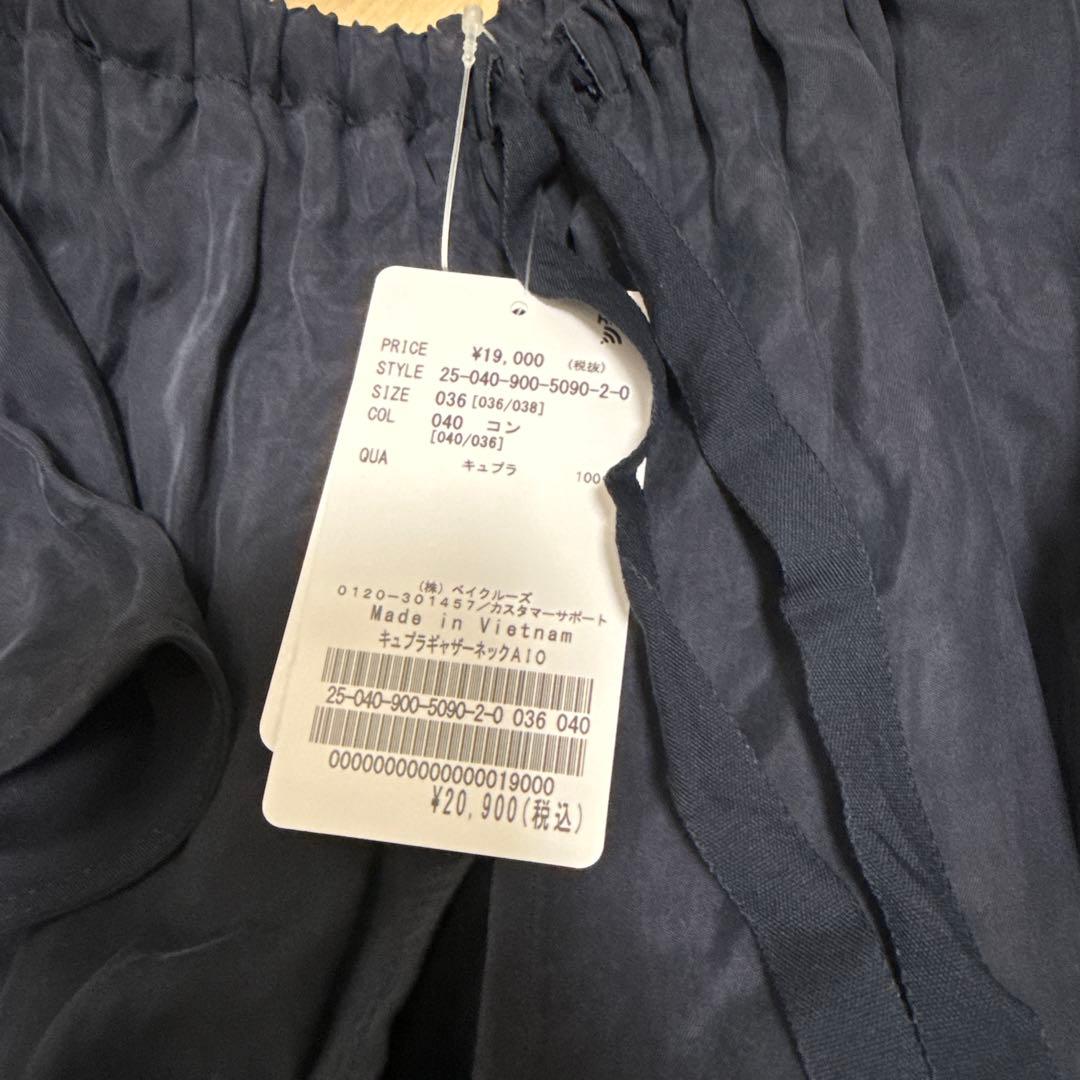 PRICE ¥19,000 (税抜)
STYLE 25-040-900-5090-2-0
SIZE 036 [036/038]
COL 040 コン
[040/036]
QUA キュプラ 100
(株) ベイクルーズ
0120-301457/カスタマーサポート
Made in Vietnam
キュプラギャザーネックAIO
25-040-900-5090-2-0 036 040
00000000000000019000
¥20,900(税込)